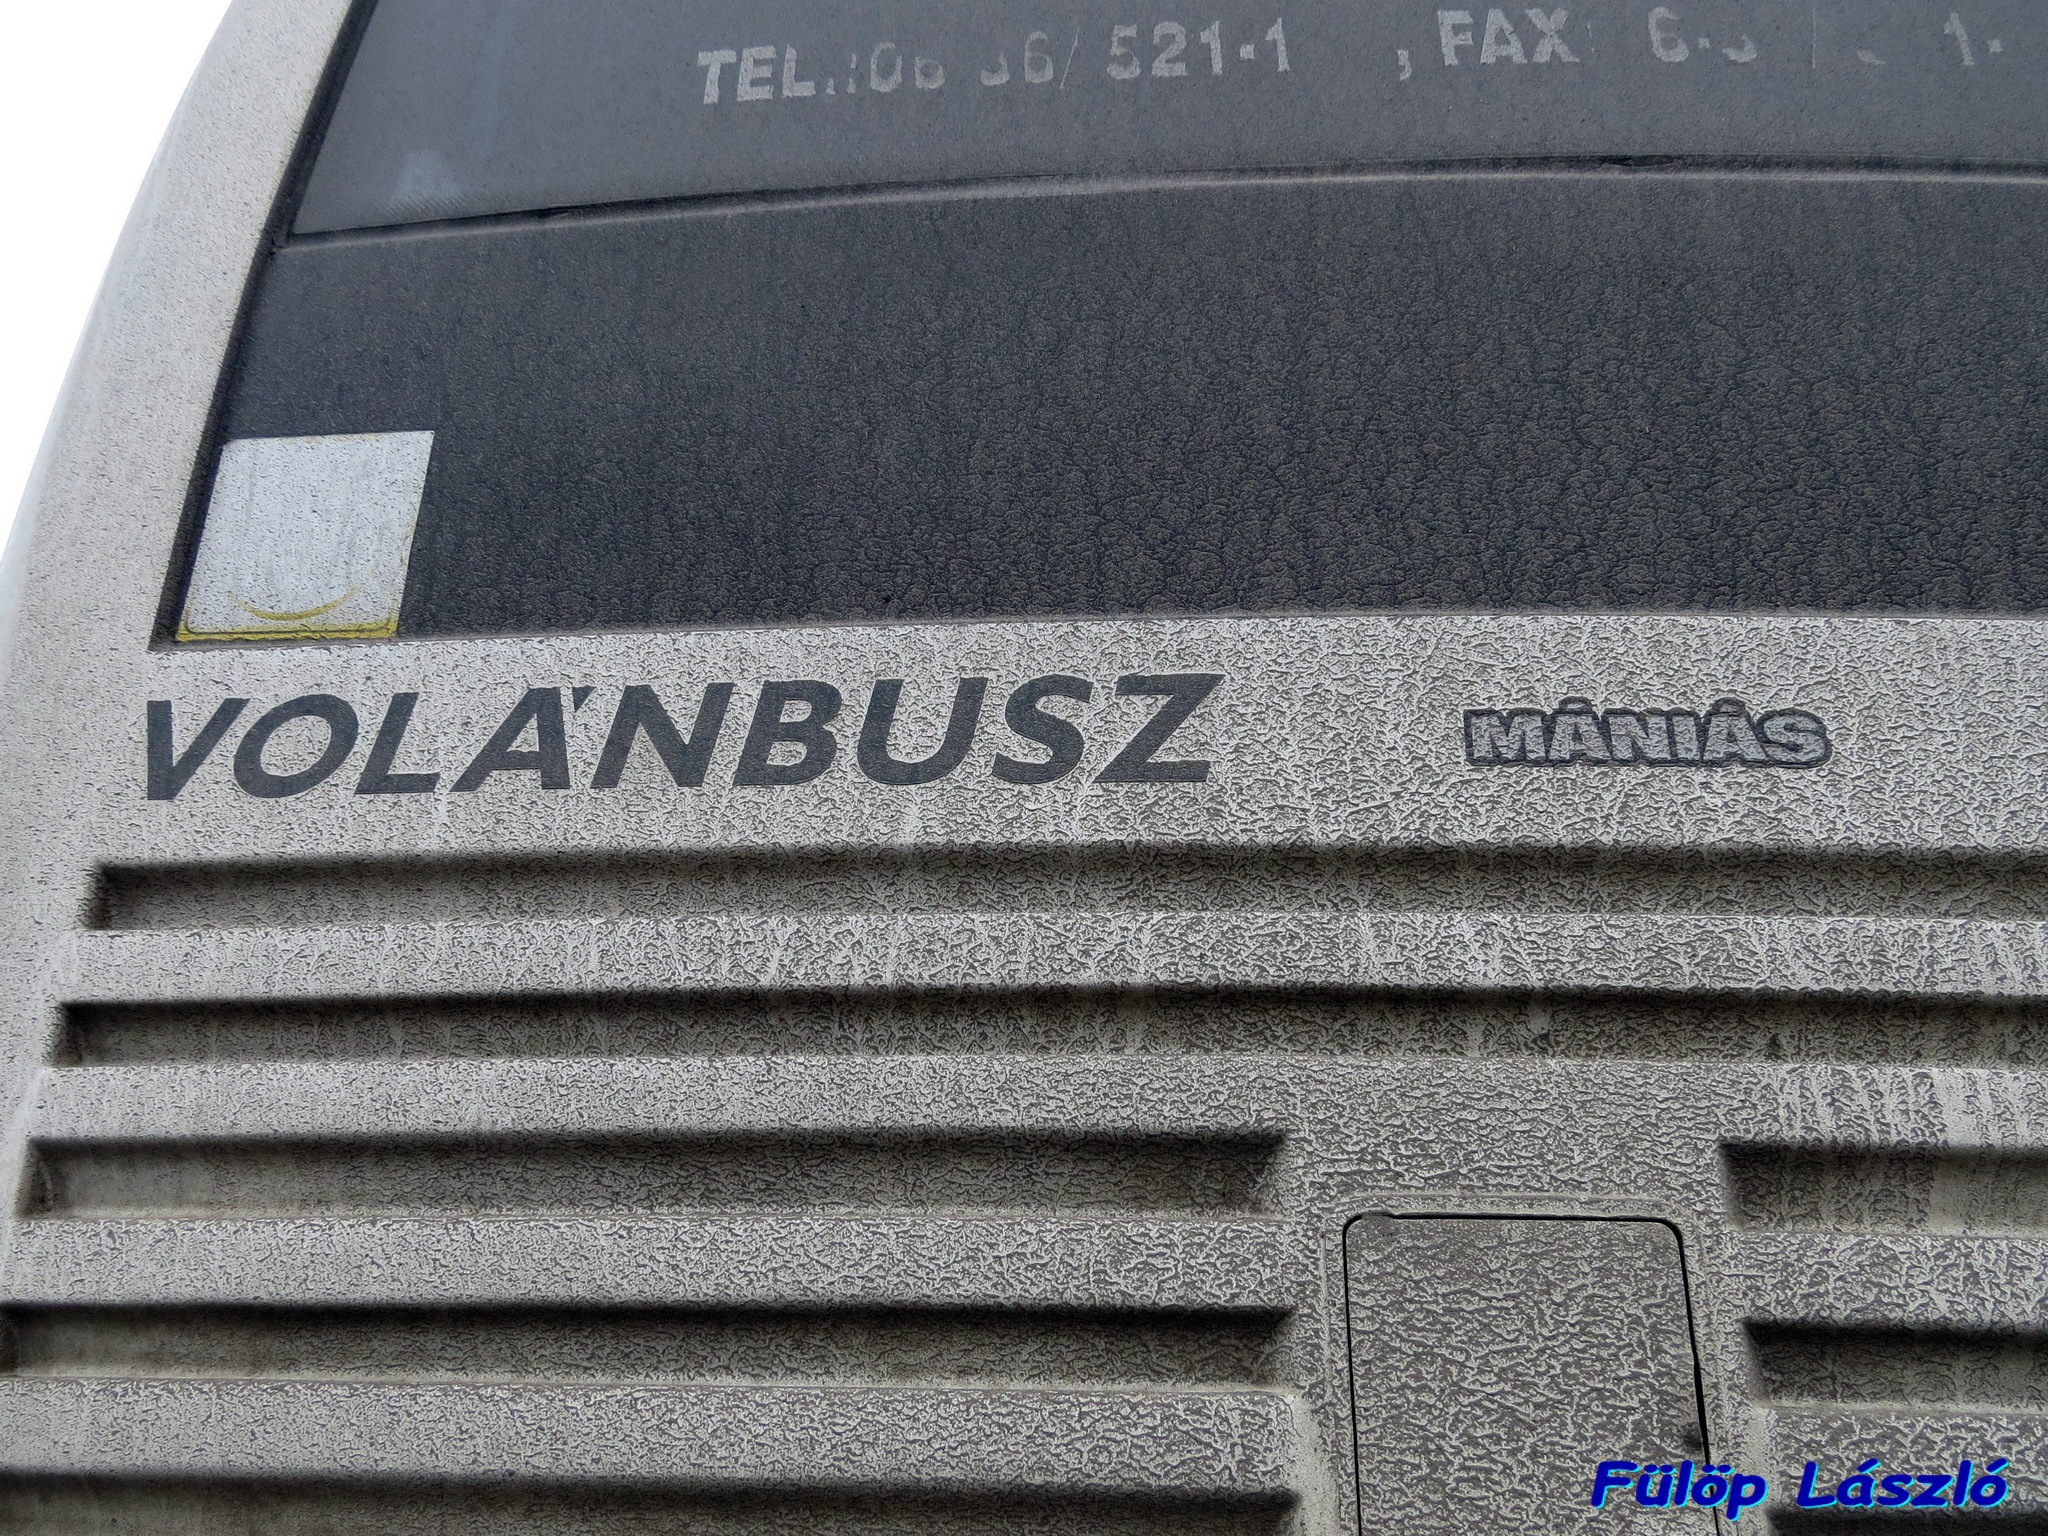 TEL.:06 36/ 521-1 , FAX
VOLÁNBUSZ
MÁNIÁS
Fülöp László